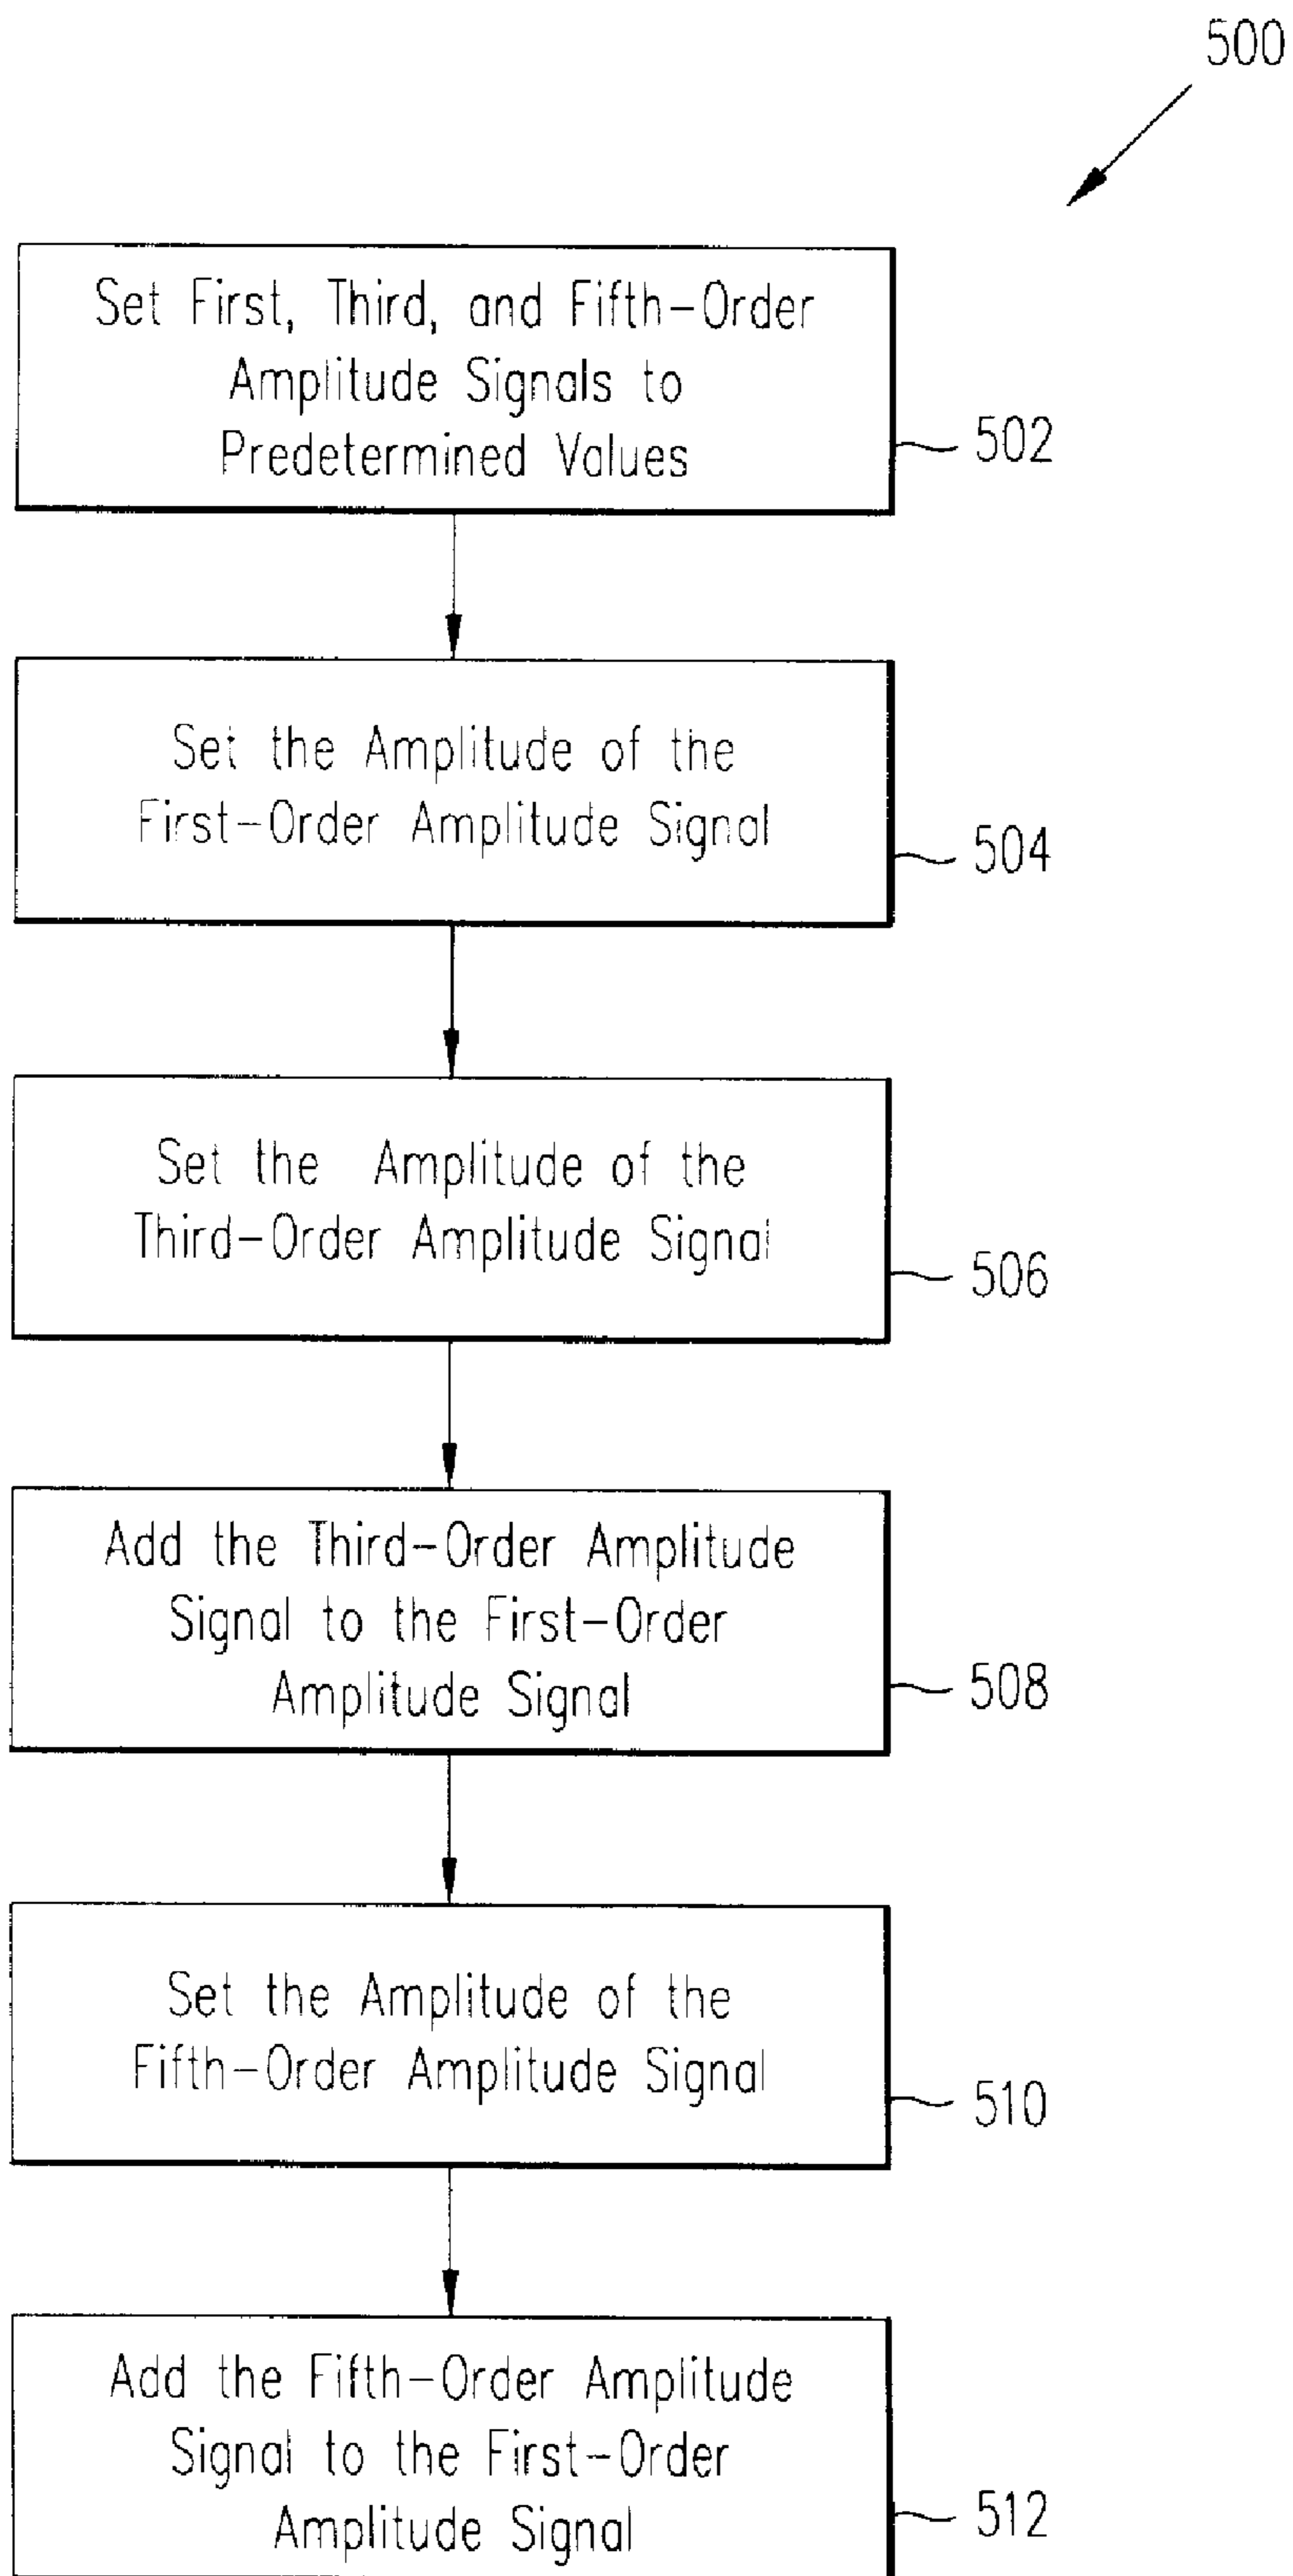 500
Set First, Third, and Fifth-Order
Amplitude Signals to
Predetermined Values
502
Set the Amplitude of the
First-Order Amplitude Signal
504
Set the Amplitude of the
Third-Order Amplitude Signal
506
Add the Third-Order Amplitude
Signal to the First-Order
Amplitude Signal
508
Set the Amplitude of the
Fifth-Order Amplitude Signal
510
Add the Fifth-Order Amplitude
Signal to the First-Order
Amplitude Signal
512